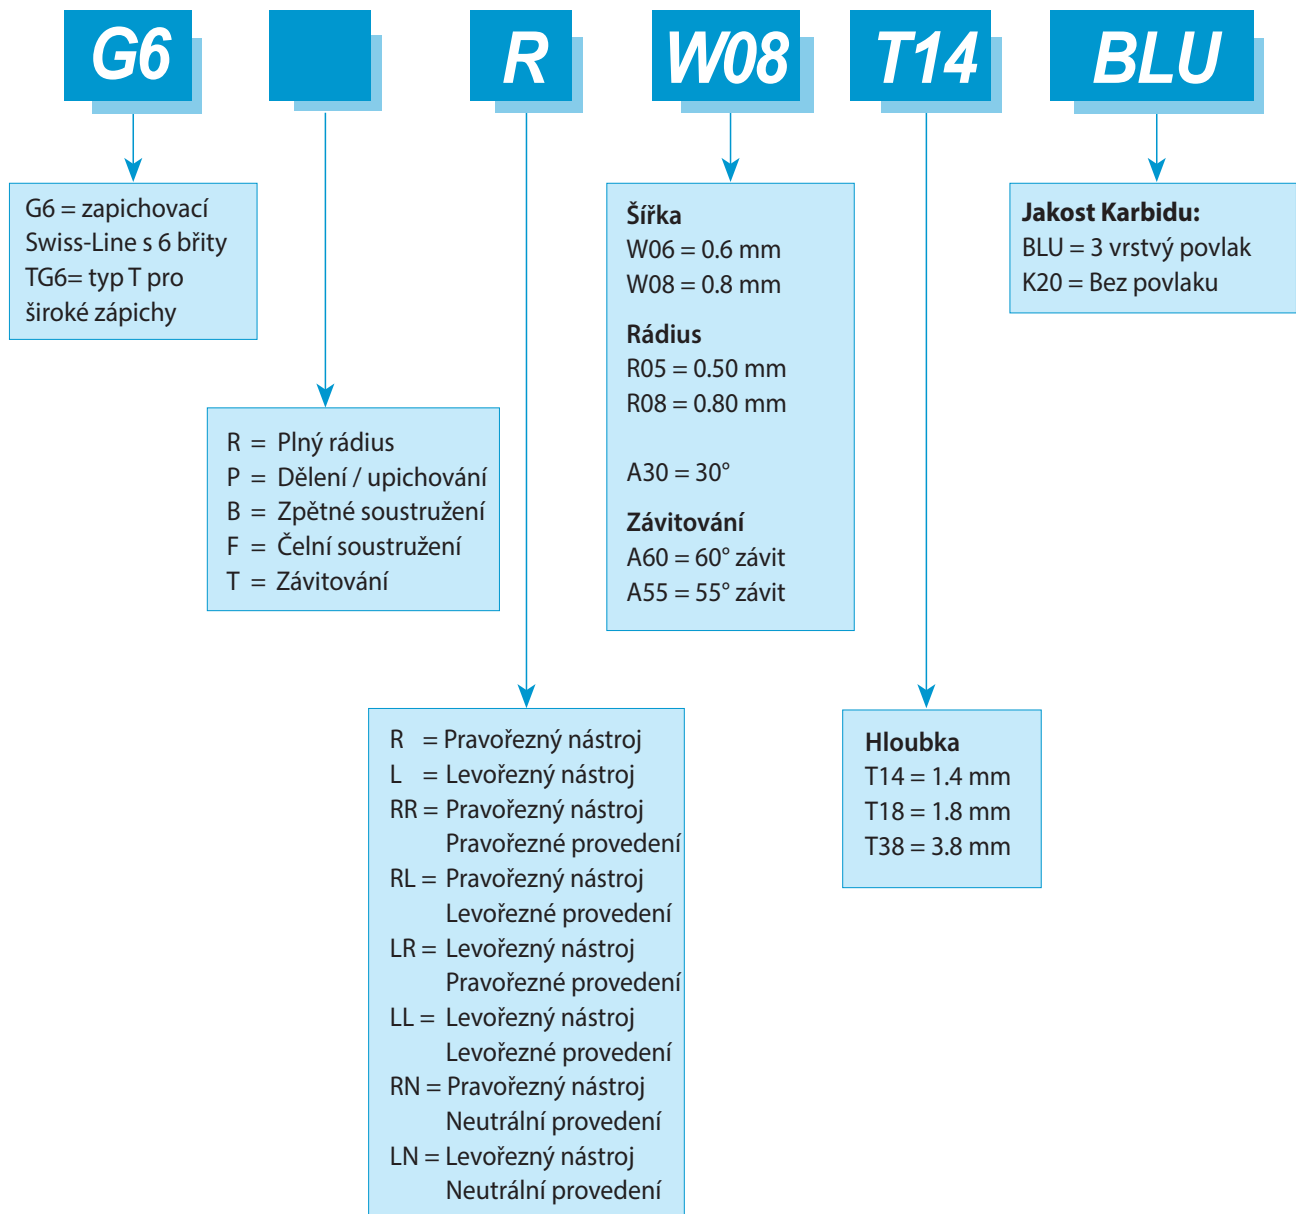 G6 R W08 T14 BLU
G6 = zapichovací
Swiss-Line s 6 břity
TG6= typ T pro
široké zápichy
R = Plný rádius
P = Dělení / upichování
B = Zpětné soustružení
F = Čelní soustružení
T = Závitování
R = Pravořezný nástroj
L = Levořezný nástroj
RR = Pravořezný nástroj
Pravořezné provedení
RL = Pravořezný nástroj
Levořezné provedení
LR = Levořezný nástroj
Pravořezné provedení
LL = Levořezný nástroj
Levořezné provedení
RN = Pravořezný nástroj
Neutrální provedení
LN = Levořezný nástroj
Neutrální provedení
Šířka
W06 = 0.6 mm
W08 = 0.8 mm
Rádius
R05 = 0.50 mm
R08 = 0.80 mm
A30 = 30°
Závitování
A60 = 60° závit
A55 = 55° závit
Hloubka
T14 = 1.4 mm
T18 = 1.8 mm
T38 = 3.8 mm
Jakost Karbidu:
BLU = 3 vrstvý povlak
K20 = Bez povlaku